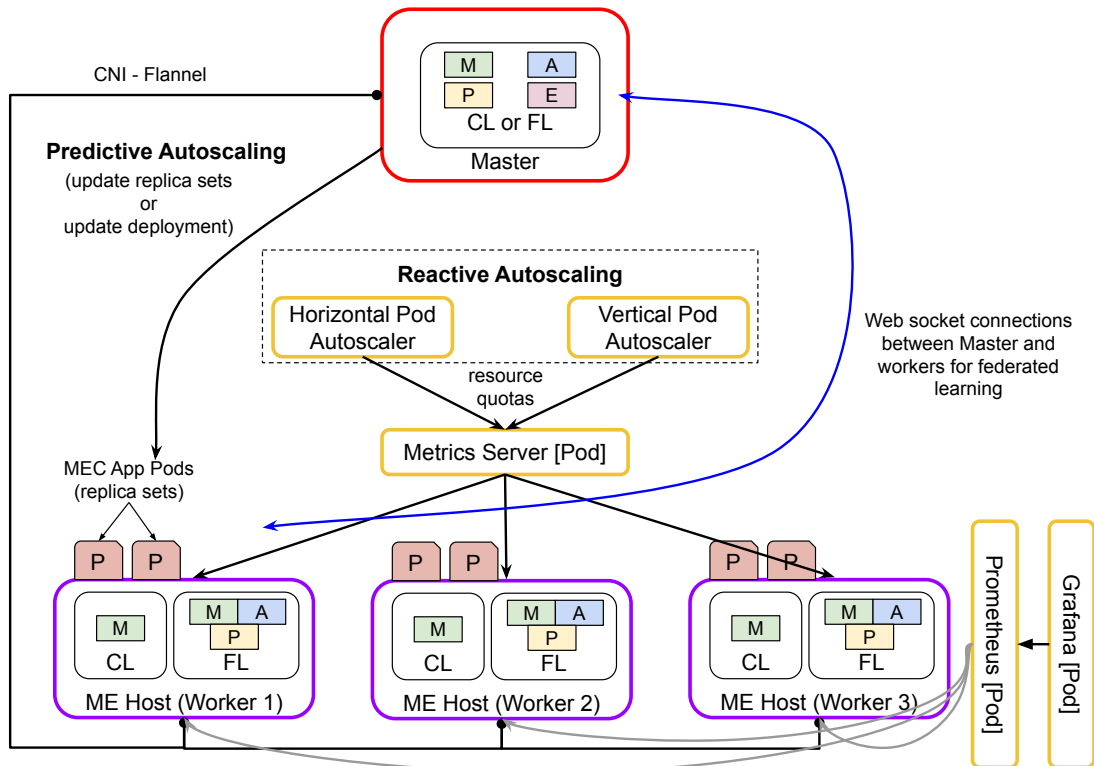 CNI - Flannel
M
A
P
E
CL or FL
Master
Predictive Autoscaling
(update replica sets
or
update deployment)
Reactive Autoscaling
Horizontal Pod
Autoscaler
Vertical Pod
Autoscaler
Web socket connections
between Master and
workers for federated
learning
resource
quotas
Metrics Server [Pod]
MEC App Pods
(replica sets)
P
P
P
P
P
P
M
CL
M
A
P
FL
ME Host (Worker 1)
M
CL
M
A
P
FL
ME Host (Worker 2)
M
CL
M
A
P
FL
ME Host (Worker 3)
Prometheus [Pod]
Grafana [Pod]